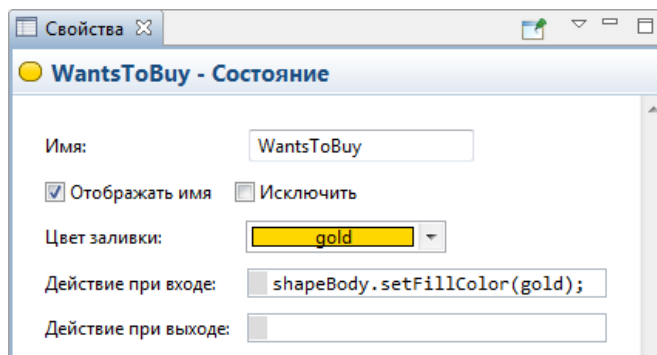 Свойства
WantsToBuy - Состояние
Имя: WantsToBuy
Отображать имя Исключить
Цвет заливки: gold
Действие при входе: shapeBody.setFillColor(gold);
Действие при выходе: